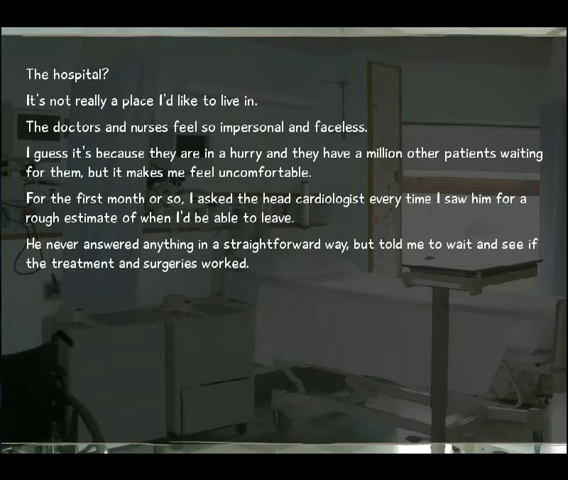 The hospital?
It's not really a place I'd like to live in.
The doctors and nurses feel so impersonal and faceless.
I guess it's because they are in a hurry and they have a million other patients waiting
for them, but it makes me feel uncomfortable.
For the first month or so, I asked the head cardiologist every time I saw him for a
rough estimate of when I'd be able to leave.
He never answered anything in a straightforward way, but told me to wait and see if
the treatment and surgeries worked.